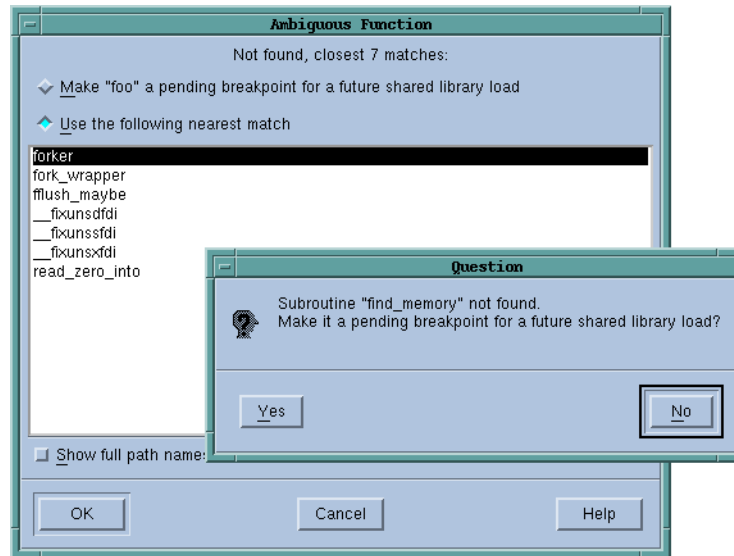 Ambiguous Function
Not found, closest 7 matches:
Make "foo" a pending breakpoint for a future shared library load
Use the following nearest match
forker
fork_wrapper
fflush_maybe
__fixunsdfdi
__fixunssfdi
__fixunsxfdi
read_zero_into
Question
Subroutine "find_memory" not found.
Make it a pending breakpoint for a future shared library load?
Yes
No
Show full path name
OK
Cancel
Help